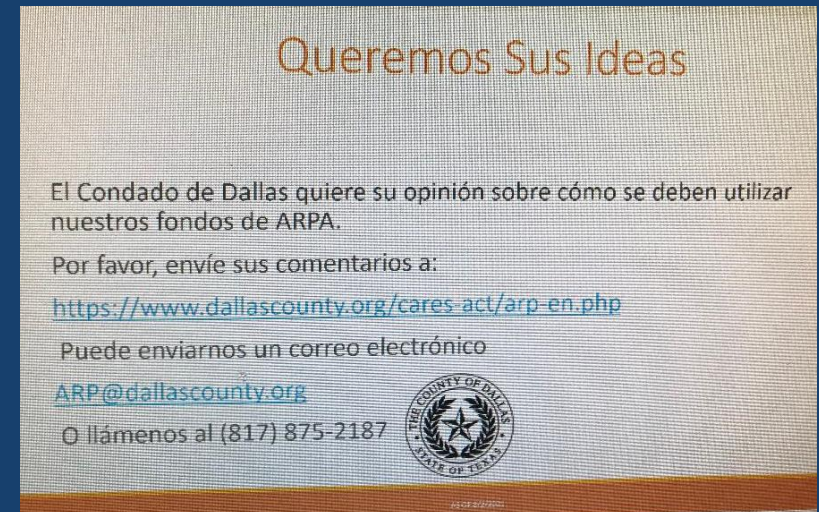 Queremos Sus Ideas
El Condado de Dallas quiere su opinión sobre cómo se deben utilizar
nuestros fondos de ARPA.
Por favor, envíe sus comentarios a:
https://www.dallascounty.org/cares-act/arp-en.php
Puede enviarnos un correo electrónico
ARP@dallascounty.org
O llámenos al (817) 875-2187
THE COUNTY OF DALLAS
STATE OF TEXAS